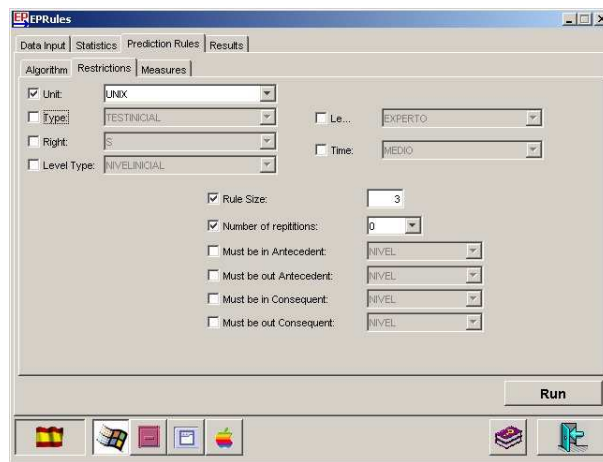 EPRules
Data Input Statistics Prediction Rules Results
Algorithm Restrictions Measures
Unit: UNIX
Type: TESTINICIAL Le... EXPERTO
Right: S Time: MEDIO
Level Type: NIVELINICIAL
Rule Size: 3
Number of repititions: 0
Must be in Antecedent: NIVEL
Must be out Antecedent: NIVEL
Must be in Consequent: NIVEL
Must be out Consequent: NIVEL
Run